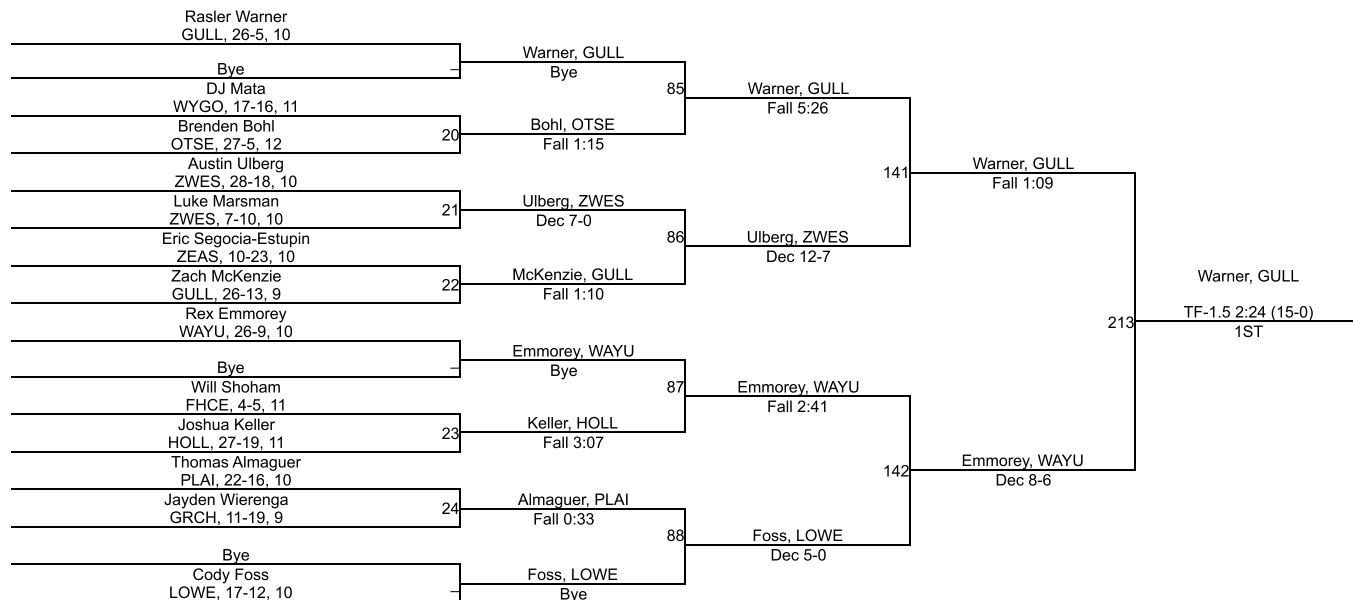 Rasler Warner
GULL, 26-5, 10
Bye
DJ Mata
WYGO, 17-16, 11
Brenden Bohl
OTSE, 27-5, 12
Austin Ulberg
ZWES, 28-18, 10
Luke Marsman
ZWES, 7-10, 10
Eric Segocia-Estupin
ZEAS, 10-23, 10
Zach McKenzie
GULL, 26-13, 9
Rex Emmorey
WAYU, 26-9, 10
Bye
Will Shoham
FHCE, 4-5, 11
Joshua Keller
HOLL, 27-19, 11
Thomas Almaguer
PLAI, 22-16, 10
Jayden Wierenga
GRCH, 11-19, 9
Bye
Cody Foss
LOWE, 17-12, 10
–
20
21
22
–
23
24
–
Warner, GULL
Bye
Bohl, OTSE
Fall 1:15
Ulberg, ZWES
Dec 7-0
McKenzie, GULL
Fall 1:10
Emmorey, WAYU
Bye
Keller, HOLL
Fall 3:07
Almaguer, PLAI
Fall 0:33
Foss, LOWE
Bye
85
86
87
88
Warner, GULL
Fall 5:26
Ulberg, ZWES
Dec 12-7
Emmorey, WAYU
Fall 2:41
Foss, LOWE
Dec 5-0
141
142
Warner, GULL
Fall 1:09
Emmorey, WAYU
Dec 8-6
213
Warner, GULL
TF-1.5 2:24 (15-0)
1ST